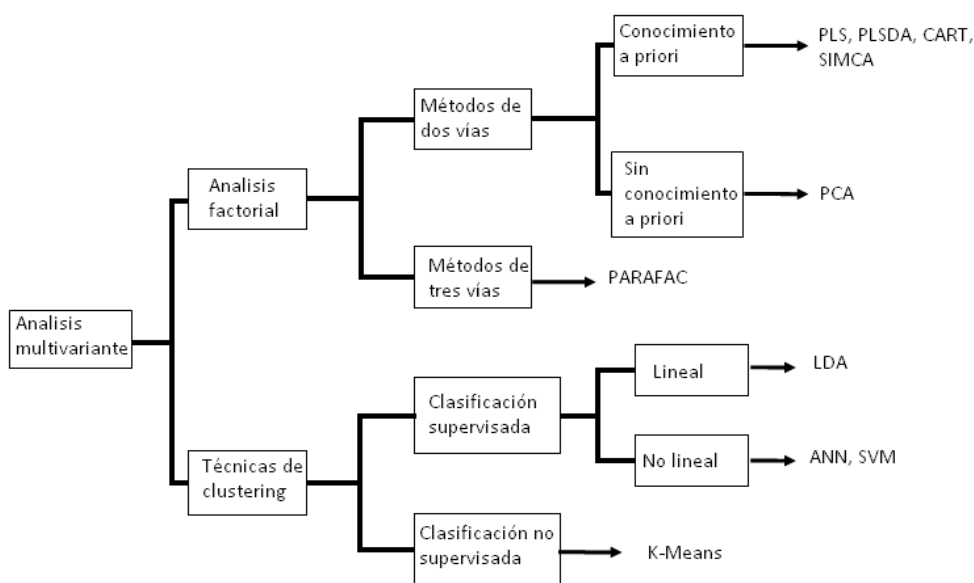 Conocimiento
a priori
PLS, PLSDA, CART,
SIMCA
Métodos de
dos vías
Sin
conocimiento
a priori
PCA
Analisis
factorial
Métodos de
tres vías
PARAFAC
Analisis
multivariante
Lineal
LDA
Clasificación
supervisada
No lineal
ANN, SVM
Técnicas de
clustering
Clasificación no
supervisada
K-Means